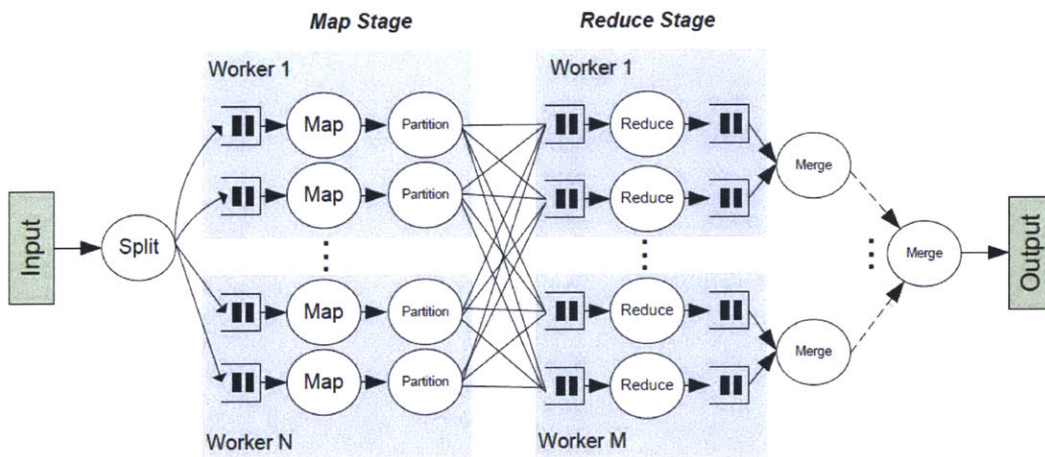 Map Stage
Reduce Stage
Worker 1
Worker 1
Map
Partition
Reduce
Merge
Map
Partition
Reduce
Input
Split
Merge
Output
Map
Partition
Reduce
Merge
Map
Partition
Reduce
Worker N
Worker M